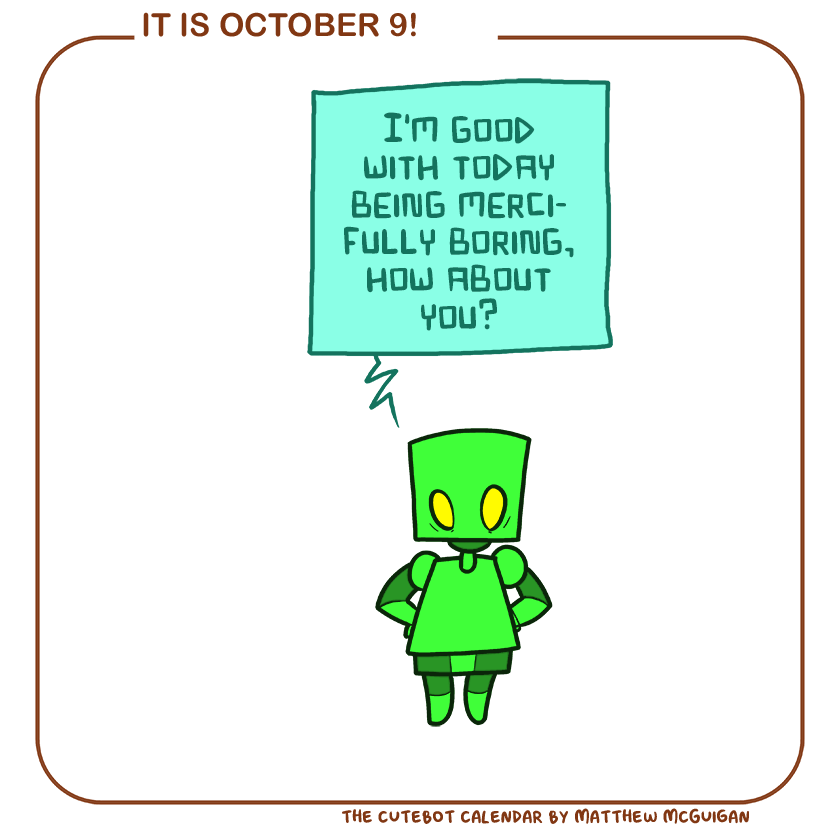 IT IS OCTOBER 9!
I'M GOOD
WITH TODAY
BEING MERCI-
FULLY BORING,
HOW ABOUT
YOU?
THE CUTEBOT CALENDAR BY MATTHEW MCGUIGAN